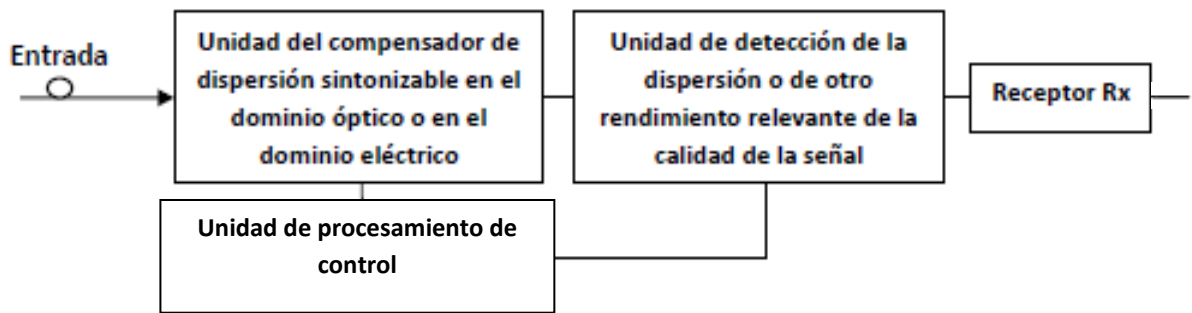 Entrada
Unidad del compensador de
dispersión sintonizable en el
dominio óptico o en el
dominio eléctrico
Unidad de detección de la
dispersión o de otro
rendimiento relevante de la
calidad de la señal
Receptor Rx
Unidad de procesamiento de
control